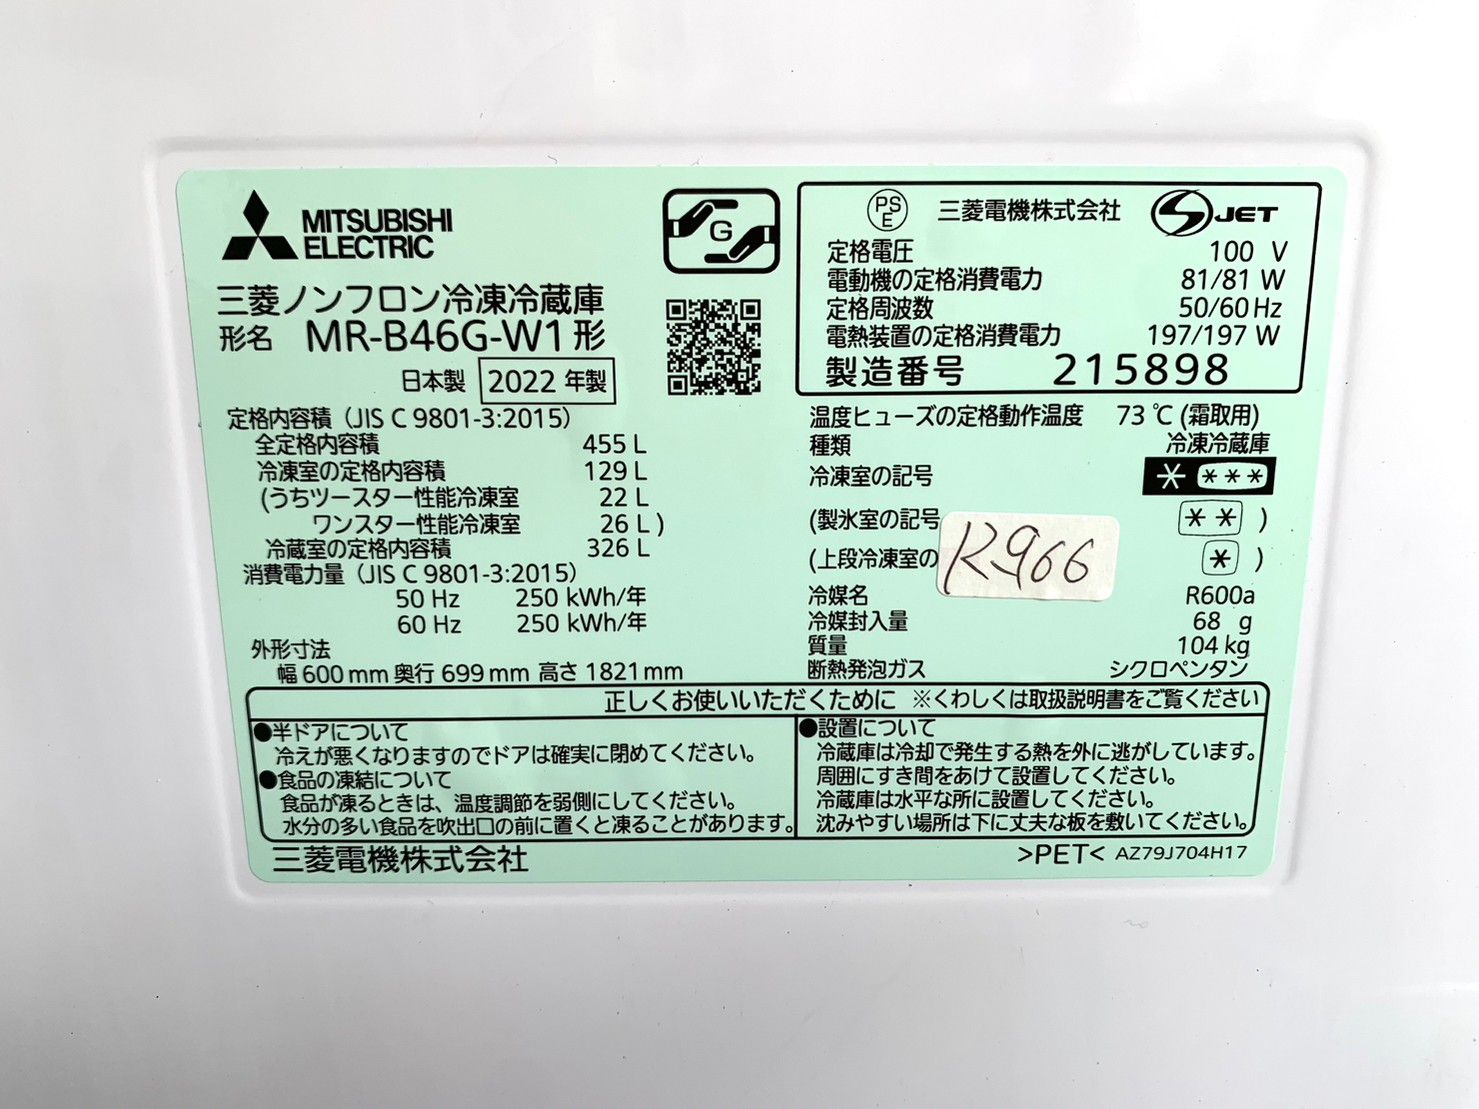 MITSUBISHI
ELECTRIC
G
三菱ノンフロン冷凍冷蔵庫
形名 MR-B46G-W1形
日本製 2022 年製
定格内容積（JIS C 9801-3:2015）
全定格内容積 455 L
冷凍室の定格内容積 129 L
(うちツースター性能冷凍室 22 L
ワンスター性能冷凍室 26 L )
冷蔵室の定格内容積 326 L
消費電力量（JIS C 9801-3:2015）
50 Hz 250 kWh/年
60 Hz 250 kWh/年
外形寸法
幅 600 mm 奥行 699 mm 高さ 1821 mm
PS E 三菱電機株式会社 S JET
定格電圧 100 V
電動機の定格消費電力 81/81 W
定格周波数 50/60 Hz
電熱装置の定格消費電力 197/197 W
製造番号 215898
温度ヒューズの定格動作温度 73 ℃ (霜取用)
種類 冷凍冷蔵庫
冷凍室の記号 * ***
(製氷室の記号 ** )
(上段冷凍室の * )
R966
冷媒名 R600a
冷媒封入量 68 g
質量 104 kg
断熱発泡ガス シクロペンタン
正しくお使いいただくために ※くわしくは取扱説明書をご覧ください
●半ドアについて
冷えが悪くなりますのでドアは確実に閉めてください。
●食品の凍結について
食品が凍るときは、温度調節を弱側にしてください。
水分の多い食品を吹出口の前に置くと凍ることがあります。
●設置について
冷蔵庫は冷却で発生する熱を外に逃がしています。
周囲にすき間をあけて設置してください。
冷蔵庫は水平な所に設置してください。
沈みやすい場所は下に丈夫な板を敷いてください。
三菱電機株式会社
>PET< AZ79J704H17